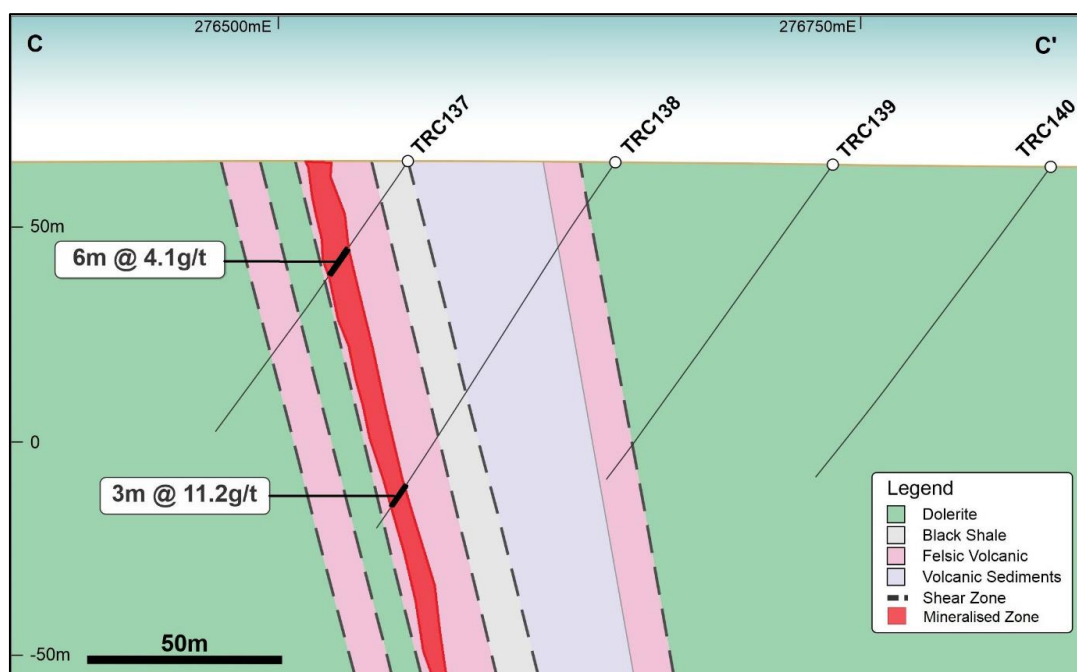 276500mE
276750mE
C
C'
TRC137
TRC138
TRC139
TRC140
50m
6m @ 4.1g/t
0
3m @ 11.2g/t
-50m
50m
Legend
Dolerite
Black Shale
Felsic Volcanic
Volcanic Sediments
Shear Zone
Mineralised Zone